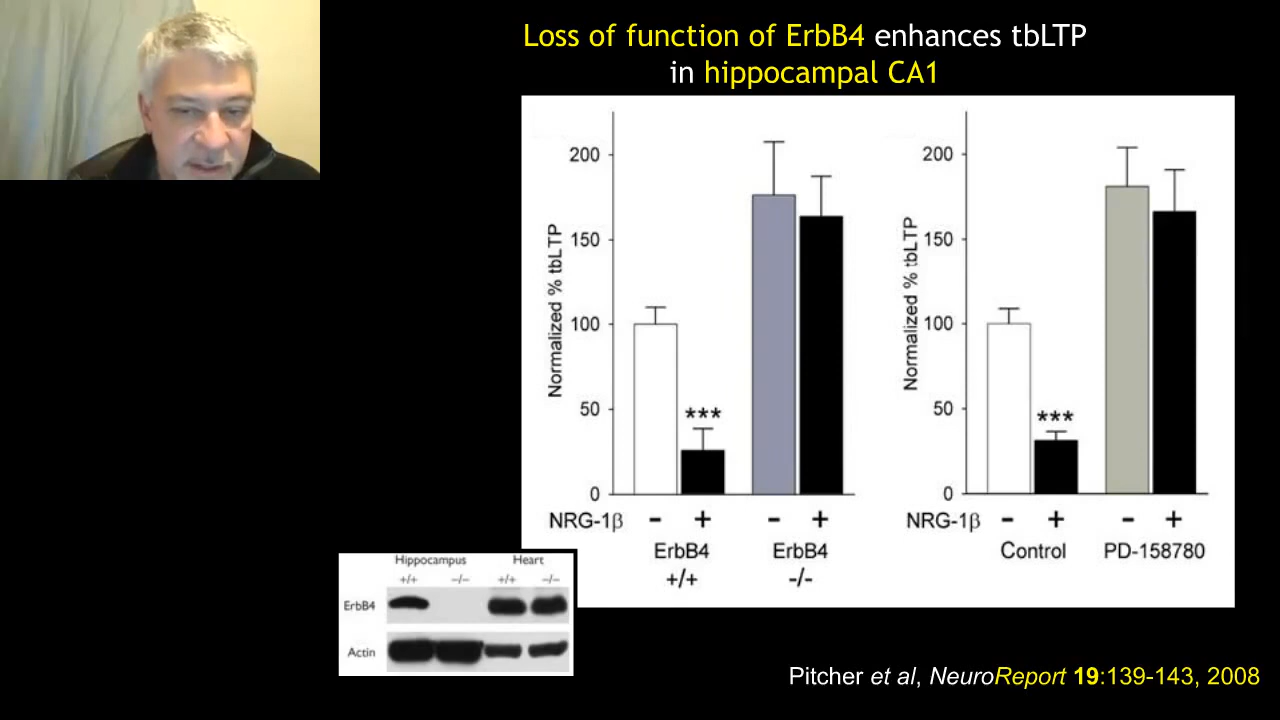 Loss of function of ErbB4 enhances tbLTP
in hippocampal CA1
Normalized % tbLTP
200
150
100
50
0
***
NRG-1β - + - +
ErbB4 ErbB4
+/+ -/-
Normalized % tbLTP
200
150
100
50
0
***
NRG-1β - + - +
Control PD-158780
Hippocampus Heart
+/+ -/- +/+ -/-
ErbB4
Actin
Pitcher et al, NeuroReport 19:139-143, 2008